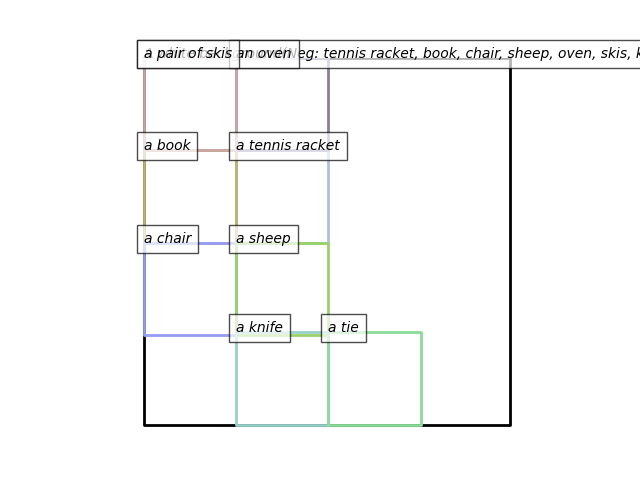 a pair of skis an oven eg: tennis racket, book, chair, sheep, oven, skis,
a book a tennis racket
a chair a sheep
a knife a tie